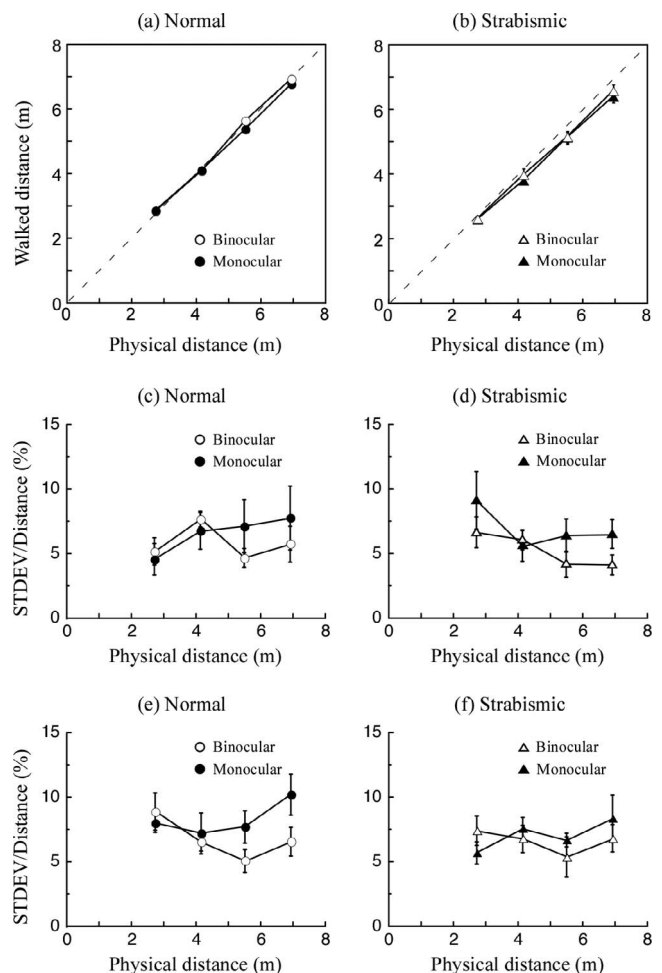 (a) Normal
(b) Strabismic
8
6
4
2
0
Walked distance (m)
Binocular
Monocular
0 2 4 6 8
Physical distance (m)
8
6
4
2
0
Binocular
Monocular
0 2 4 6 8
Physical distance (m)
(c) Normal
(d) Strabismic
15
10
5
0
STDEV/Distance (%)
Binocular
Monocular
0 2 4 6 8
Physical distance (m)
15
10
5
0
Binocular
Monocular
0 2 4 6 8
Physical distance (m)
(e) Normal
(f) Strabismic
15
10
5
0
STDEV/Distance (%)
Binocular
Monocular
0 2 4 6 8
Physical distance (m)
15
10
5
0
Binocular
Monocular
0 2 4 6 8
Physical distance (m)